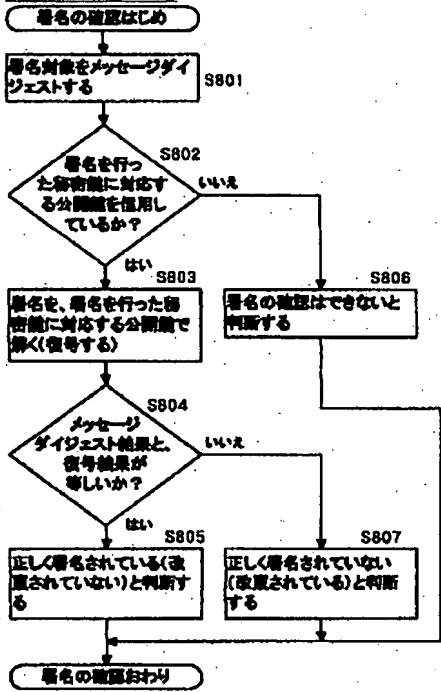 署名の確認はじめ
署名対象をメッセージダイ
ジェストする
S801
S802
署名を行っ
た秘密鍵に対応す
る公開鍵を信用し
ているか？
いいえ
はい
S803
署名を、署名を行った秘
密鍵に対応する公開鍵で
解く(復号する)
S806
署名の確認はできないと
判断する
S804
メッセージ
ダイジェスト結果と、
復号結果が
等しいか？
いいえ
はい
S805
正しく署名されている(改
竄されていない)と判断す
る
S807
正しく署名されていない
(改竄されている)と判断
する
署名の確認おわり